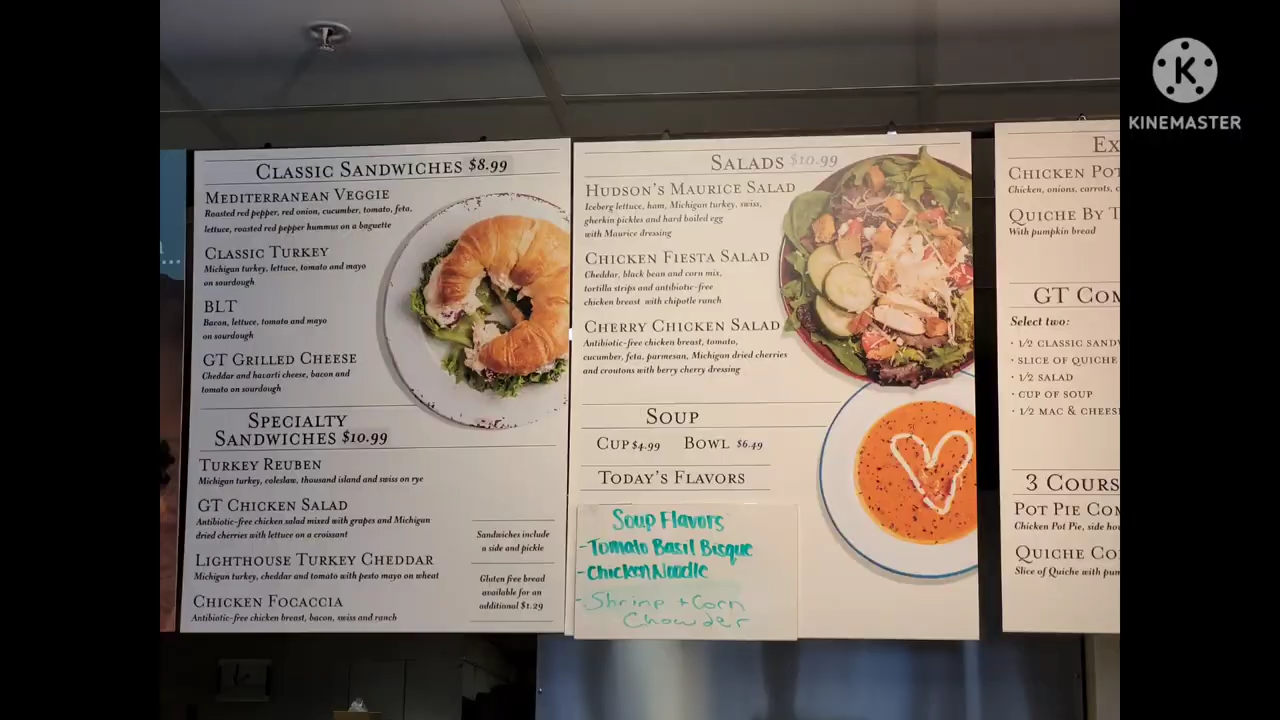 CLASSIC SANDWICHES $8.99
MEDITERRANEAN VEGGIE
Roasted red pepper, red onion, cucumber, tomato, feta.
lettuce, roasted red pepper hummus on a baguette
CLASSIC TURKEY
Michigan turkey, lettuce, tomato and mayo
on sourdough
BLT
Bacon, lettuce, tomato and mayo
on sourdough
GT GRILLED CHEESE
Cheddar and havarti cheese, bacon and
tomato on sourdough
SPECIALTY
SANDWICHES $10.99
TURKEY REUBEN
Michigan turkey, coleslaw, thousand island and swiss on rye
GT CHICKEN SALAD
Antibiotic-free chicken salad mixed with grapes and Michigan
dried cherries with lettuce on a croissant
LIGHTHOUSE TURKEY CHEDDAR
Michigan turkey, cheddar and tomato with pesto mayo on wheat
CHICKEN FOCACCIA
Antibiotic-free chicken breast, bacon, swiss and ranch
Sandwiches include
a side and pickle
Gluten free bread
available for an
additional $1.29
SALADS $10.99
HUDSON'S MAURICE SALAD
Iceberg lettuce, ham, Michigan turkey, swiss,
gherkin pickles and hard boiled egg
with Maurice dressing
CHICKEN FIESTA SALAD
Cheddar, black bean and corn mix,
tortilla strips and antibiotic-free
chicken breast with chipotle ranch
CHERRY CHICKEN SALAD
Antibiotic-free chicken breast, tomato,
cucumber, feta, parmesan, Michigan dried cherries
and croutons with berry cherry dressing
SOUP
CUP $4.99 BOWL $6.49
TODAY'S FLAVORS
Soup Flavors
-Tomato Basil Bisque
-Chicken Noodle
-Shrimp + Corn
Chowder
EX
CHICKEN POT
Chicken, onions, carrots, c
QUICHE BY T
With pumpkin bread
GT COM
Select two:
· 1/2 CLASSIC SANDW
· SLICE OF QUICHE
· 1/2 SALAD
· CUP OF SOUP
· 1/2 MAC & CHEES
3 COURS
POT PIE COM
Chicken Pot Pie, side hou
QUICHE CO
Slice of Quiche with pum
KINEMASTER